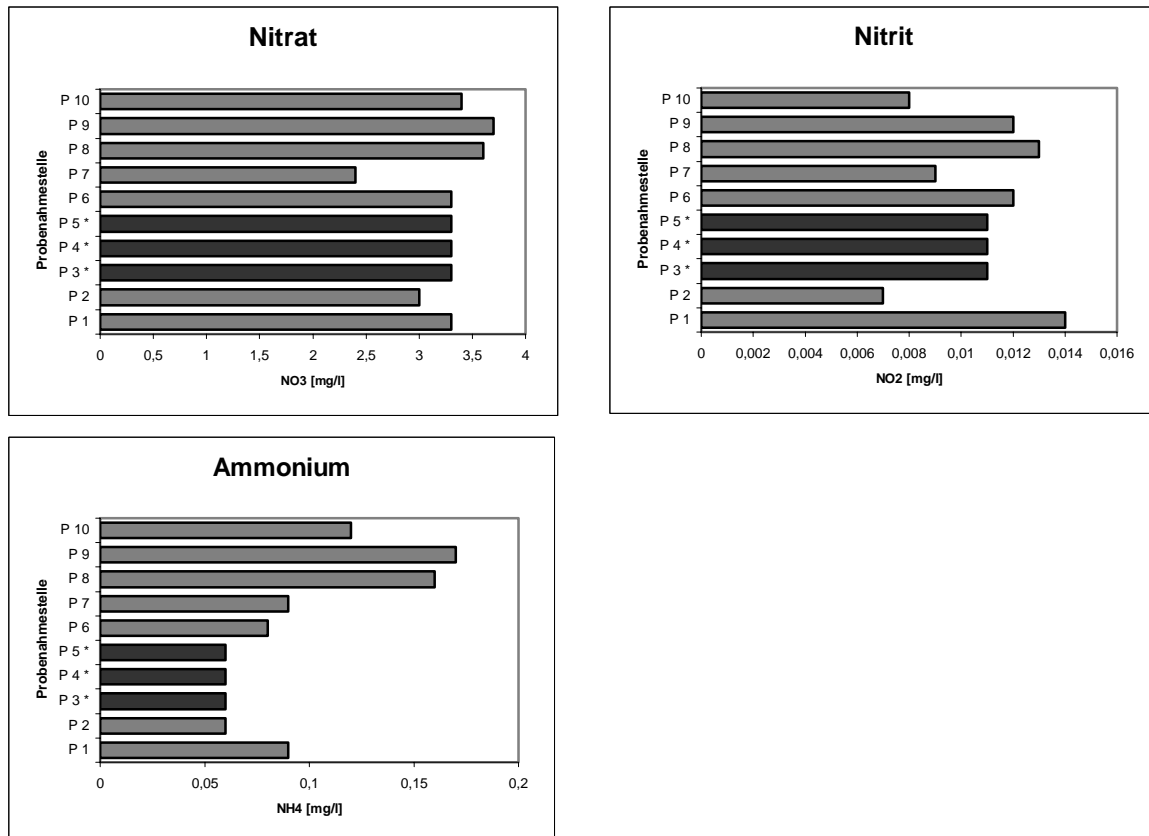 Nitrat
Probenahmestelle
P 10
P 9
P 8
P 7
P 6
P 5 *
P 4 *
P 3 *
P 2
P 1
0 0,5 1 1,5 2 2,5 3 3,5 4
NO3 [mg/l]
Nitrit
Probenahmestelle
P 10
P 9
P 8
P 7
P 6
P 5 *
P 4 *
P 3 *
P 2
P 1
0 0,002 0,004 0,006 0,008 0,01 0,012 0,014 0,016
NO2 [mg/l]
Ammonium
Probenahmestelle
P 10
P 9
P 8
P 7
P 6
P 5 *
P 4 *
P 3 *
P 2
P 1
0 0,05 0,1 0,15 0,2
NH4 [mg/l]